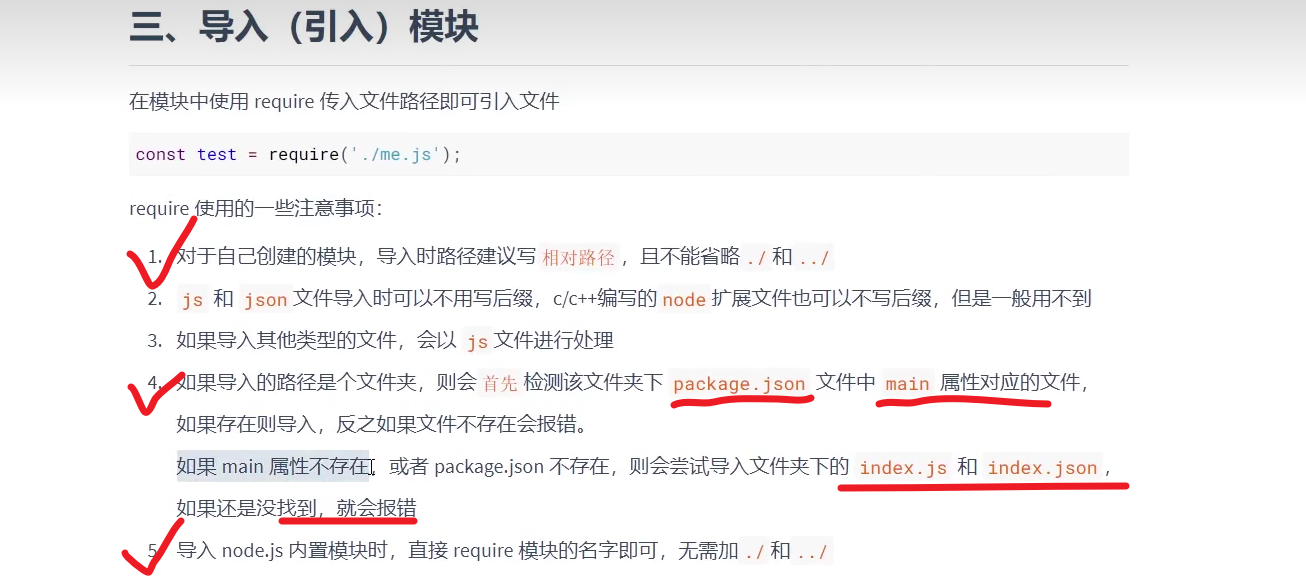 三、导入（引入）模块
在模块中使用 require 传入文件路径即可引入文件
const test = require('./me.js');
require 使用的一些注意事项：
1. 对于自己创建的模块，导入时路径建议写 相对路径 ，且不能省略 ./ 和 ../
2. js 和 json 文件导入时可以不用写后缀，c/c++编写的 node 扩展文件也可以不写后缀，但是一般用不到
3. 如果导入其他类型的文件，会以 js 文件进行处理
4. 如果导入的路径是个文件夹，则会 首先 检测该文件夹下 package.json 文件中 main 属性对应的文件，
如果存在则导入，反之如果文件不存在会报错。
如果 main 属性不存在，或者 package.json 不存在，则会尝试导入文件夹下的 index.js 和 index.json ，
如果还是没找到，就会报错
5. 导入 node.js 内置模块时，直接 require 模块的名字即可，无需加 ./ 和 ../